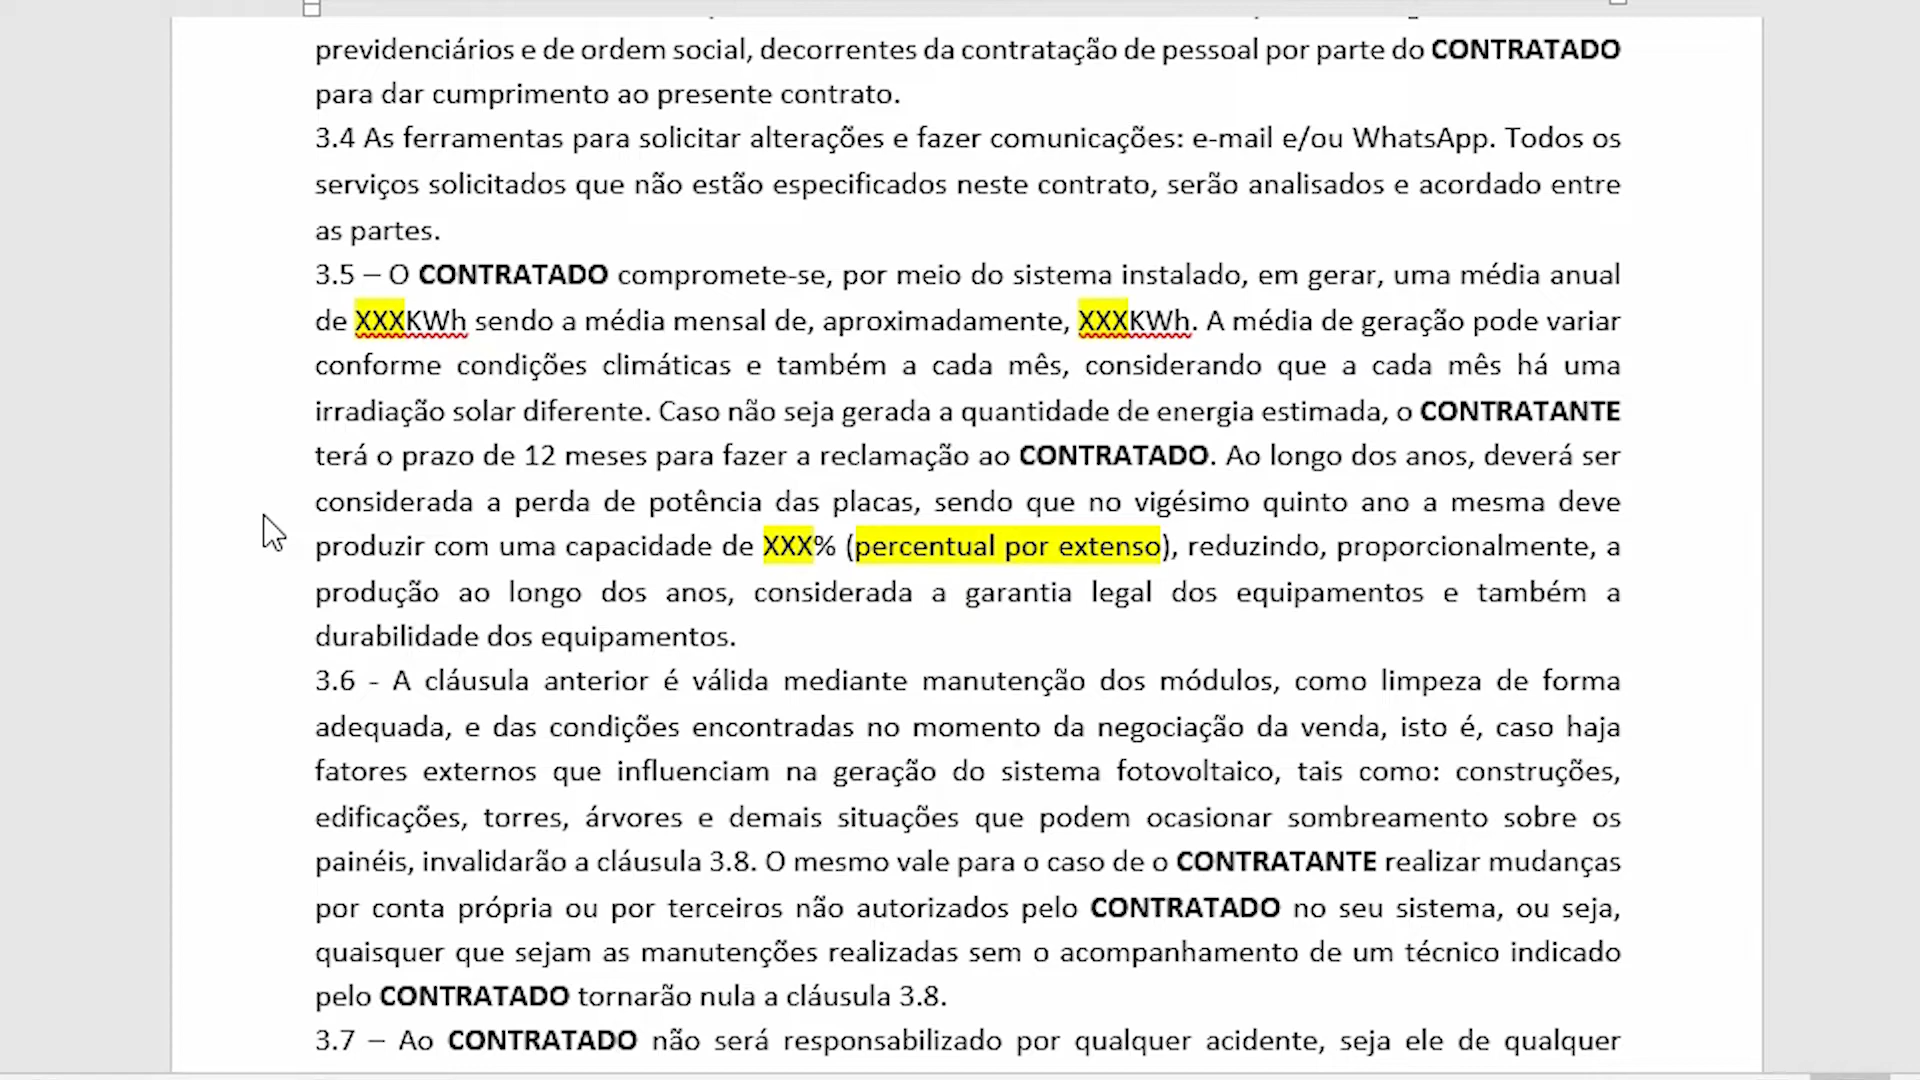 previdenciários e de ordem social, decorrentes da contratação de pessoal por parte do CONTRATADO
para dar cumprimento ao presente contrato.
3.4 As ferramentas para solicitar alterações e fazer comunicações: e-mail e/ou WhatsApp. Todos os
serviços solicitados que não estão especificados neste contrato, serão analisados e acordado entre
as partes.
3.5 – O CONTRATADO compromete-se, por meio do sistema instalado, em gerar, uma média anual
de XXXKWh sendo a média mensal de, aproximadamente, XXXKWh. A média de geração pode variar
conforme condições climáticas e também a cada mês, considerando que a cada mês há uma
irradiação solar diferente. Caso não seja gerada a quantidade de energia estimada, o CONTRATANTE
terá o prazo de 12 meses para fazer a reclamação ao CONTRATADO. Ao longo dos anos, deverá ser
considerada a perda de potência das placas, sendo que no vigésimo quinto ano a mesma deve
produzir com uma capacidade de XXX% (percentual por extenso), reduzindo, proporcionalmente, a
produção ao longo dos anos, considerada a garantia legal dos equipamentos e também a
durabilidade dos equipamentos.
3.6 - A cláusula anterior é válida mediante manutenção dos módulos, como limpeza de forma
adequada, e das condições encontradas no momento da negociação da venda, isto é, caso haja
fatores externos que influenciam na geração do sistema fotovoltaico, tais como: construções,
edificações, torres, árvores e demais situações que podem ocasionar sombreamento sobre os
painéis, invalidarão a cláusula 3.8. O mesmo vale para o caso de o CONTRATANTE realizar mudanças
por conta própria ou por terceiros não autorizados pelo CONTRATADO no seu sistema, ou seja,
quaisquer que sejam as manutenções realizadas sem o acompanhamento de um técnico indicado
pelo CONTRATADO tornarão nula a cláusula 3.8.
3.7 – Ao CONTRATADO não será responsabilizado por qualquer acidente, seja ele de qualquer